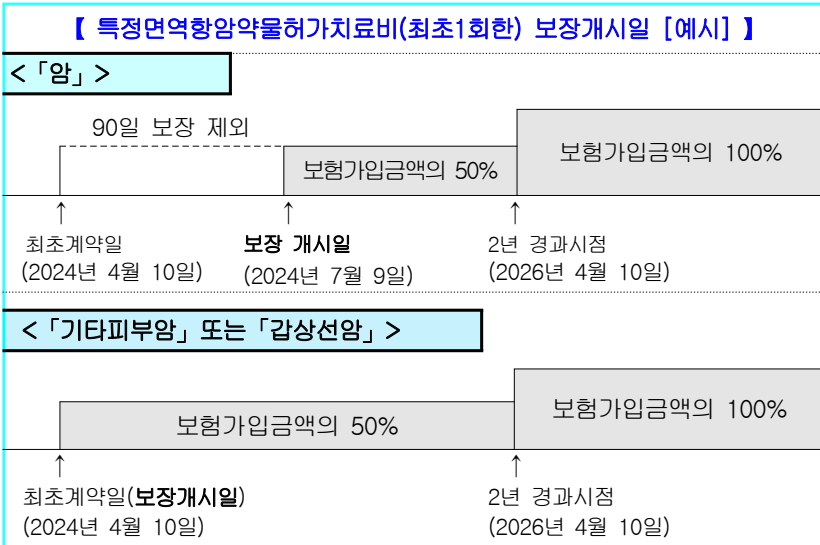 【 특정면역항암약물허가치료비(최초1회한) 보장개시일 [예시] 】
<「암」>
90일 보장 제외
보험가입금액의 50%
보험가입금액의 100%
↑ ↑ ↑
최초계약일 보장 개시일 2년 경과시점
(2024년 4월 10일) (2024년 7월 9일) (2026년 4월 10일)
<「기타피부암」또는「갑상선암」>
보험가입금액의 50%
보험가입금액의 100%
↑ ↑
최초계약일(보장개시일) 2년 경과시점
(2024년 4월 10일) (2026년 4월 10일)